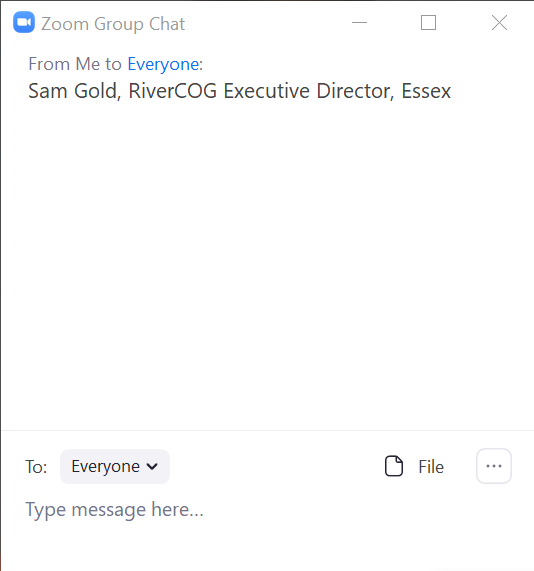 Zoom Group Chat
From Me to Everyone:
Sam Gold, RiverCOG Executive Director, Essex
To: Everyone File
Type message here...